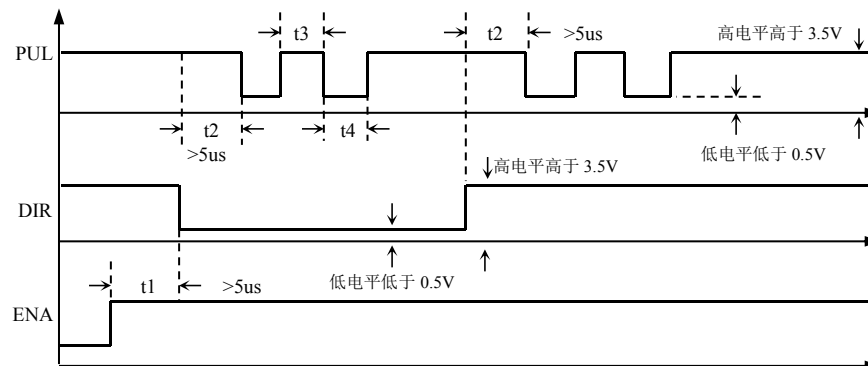 t3
t2
>5us
高电平高于 3.5V
PUL
t2
t4
>5us
低电平低于 0.5V
高电平高于 3.5V
DIR
t1
>5us
低电平低于 0.5V
ENA